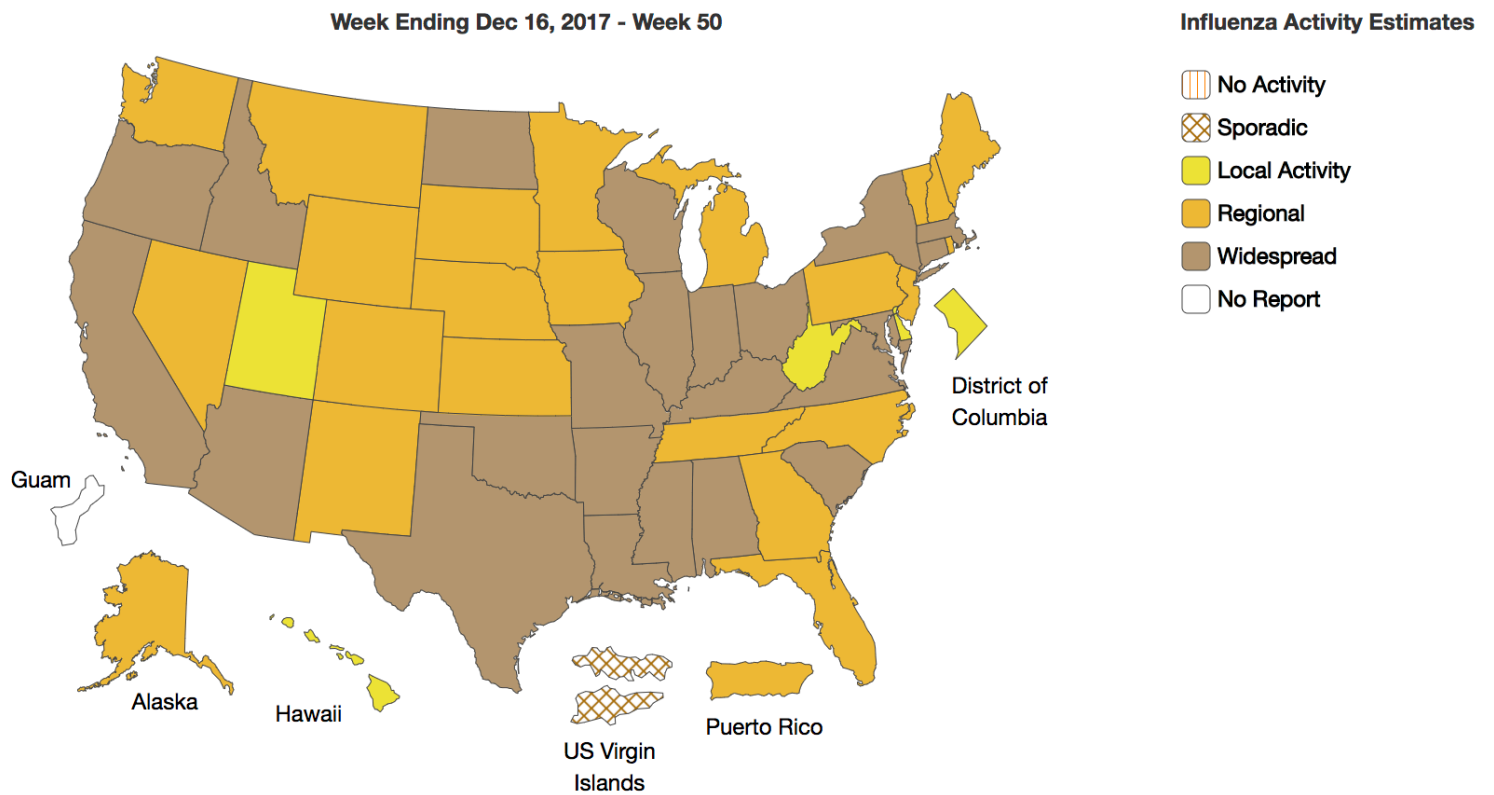 Week Ending Dec 16, 2017 - Week 50
Influenza Activity Estimates
No Activity
Sporadic
Local Activity
Regional
Widespread
No Report
District of
Columbia
Guam
Alaska
Hawaii
US Virgin
Islands
Puerto Rico